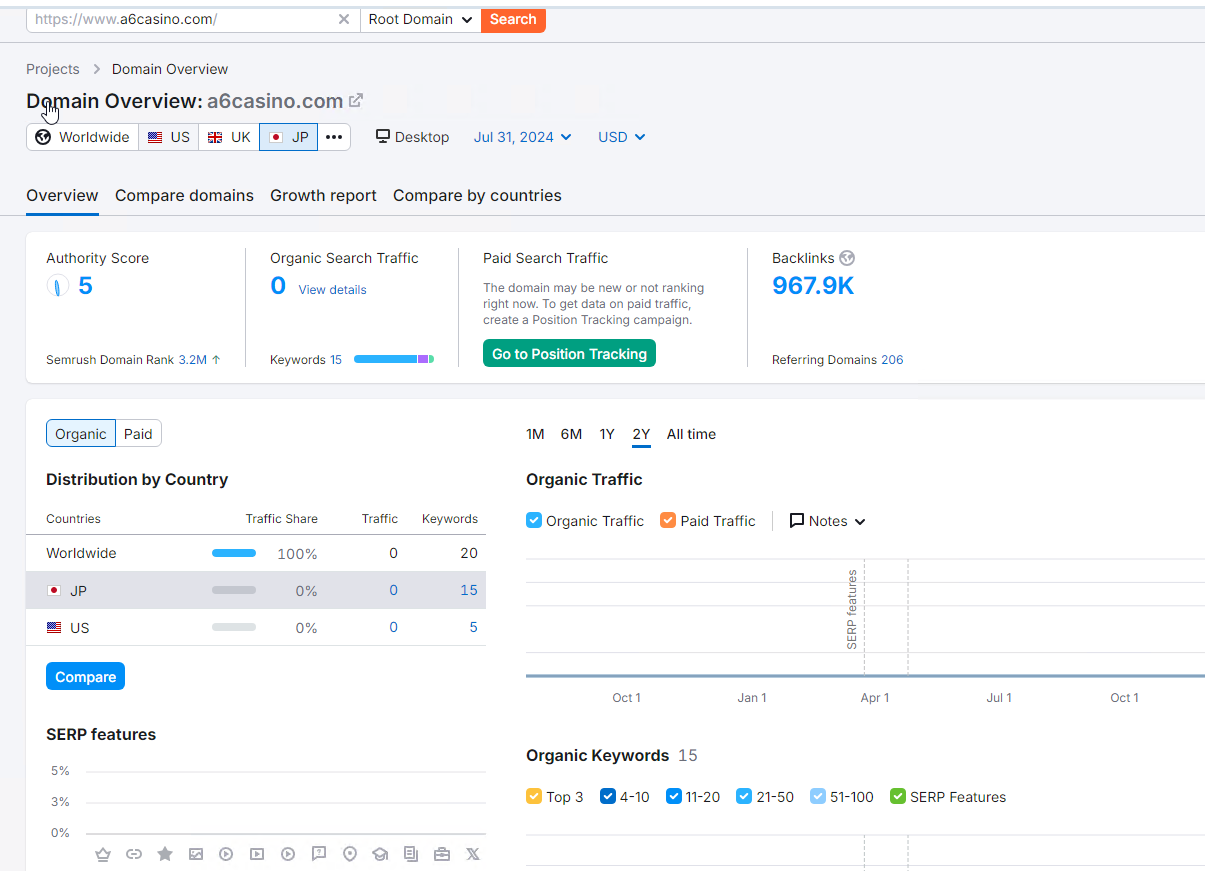 https://www.a6casino.com/ Root Domain Search
Projects Domain Overview
Domain Overview: a6casino.com
Worldwide US UK JP ••• Desktop Jul 31, 2024 USD
Overview Compare domains Growth report Compare by countries
Authority Score
5
Semrush Domain Rank 3.2M ↑
Organic Search Traffic
0 View details
Keywords 15
Paid Search Traffic
The domain may be new or not ranking
right now. To get data on paid traffic,
create a Position Tracking campaign.
Go to Position Tracking
Backlinks
967.9K
Referring Domains 206
Organic Paid
Distribution by Country
Countries Traffic Share Traffic Keywords
Worldwide 100% 0 20
JP 0% 0 15
US 0% 0 5
Compare
SERP features
5%
3%
0%
1M 6M 1Y 2Y All time
Organic Traffic
Organic Traffic Paid Traffic Notes
SERP features
Oct 1 Jan 1 Apr 1 Jul 1 Oct 1
Organic Keywords 15
Top 3 4-10 11-20 21-50 51-100 SERP Features